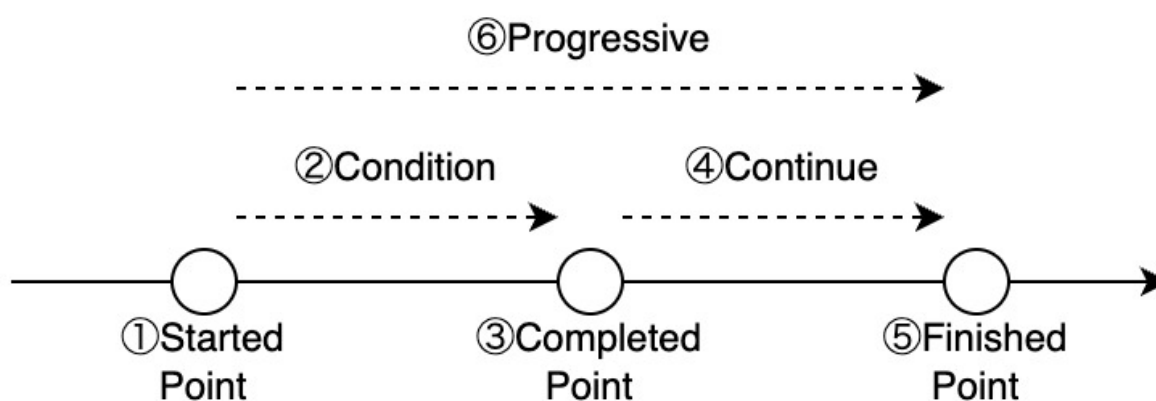 ⑥Progressive
②Condition
④Continue
①Started
Point
③Completed
Point
⑤Finished
Point